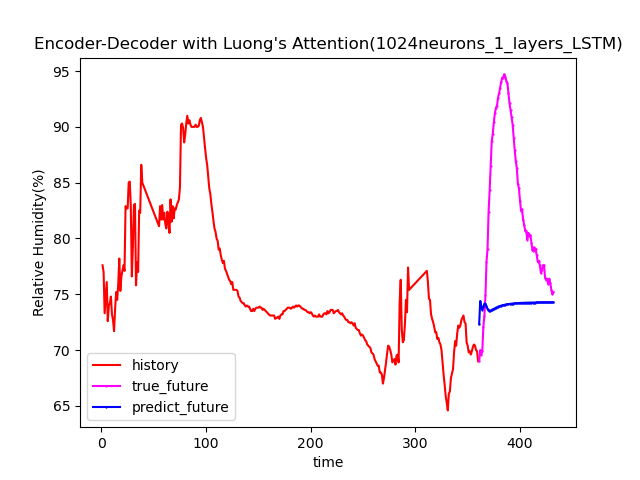 Encoder-Decoder with Luong's Attention(1024neurons_1_layers_LSTM)
Relative Humidity(%)
95
90
85
80
75
70
65
history
true_future
predict_future
0
100
200
300
400
time